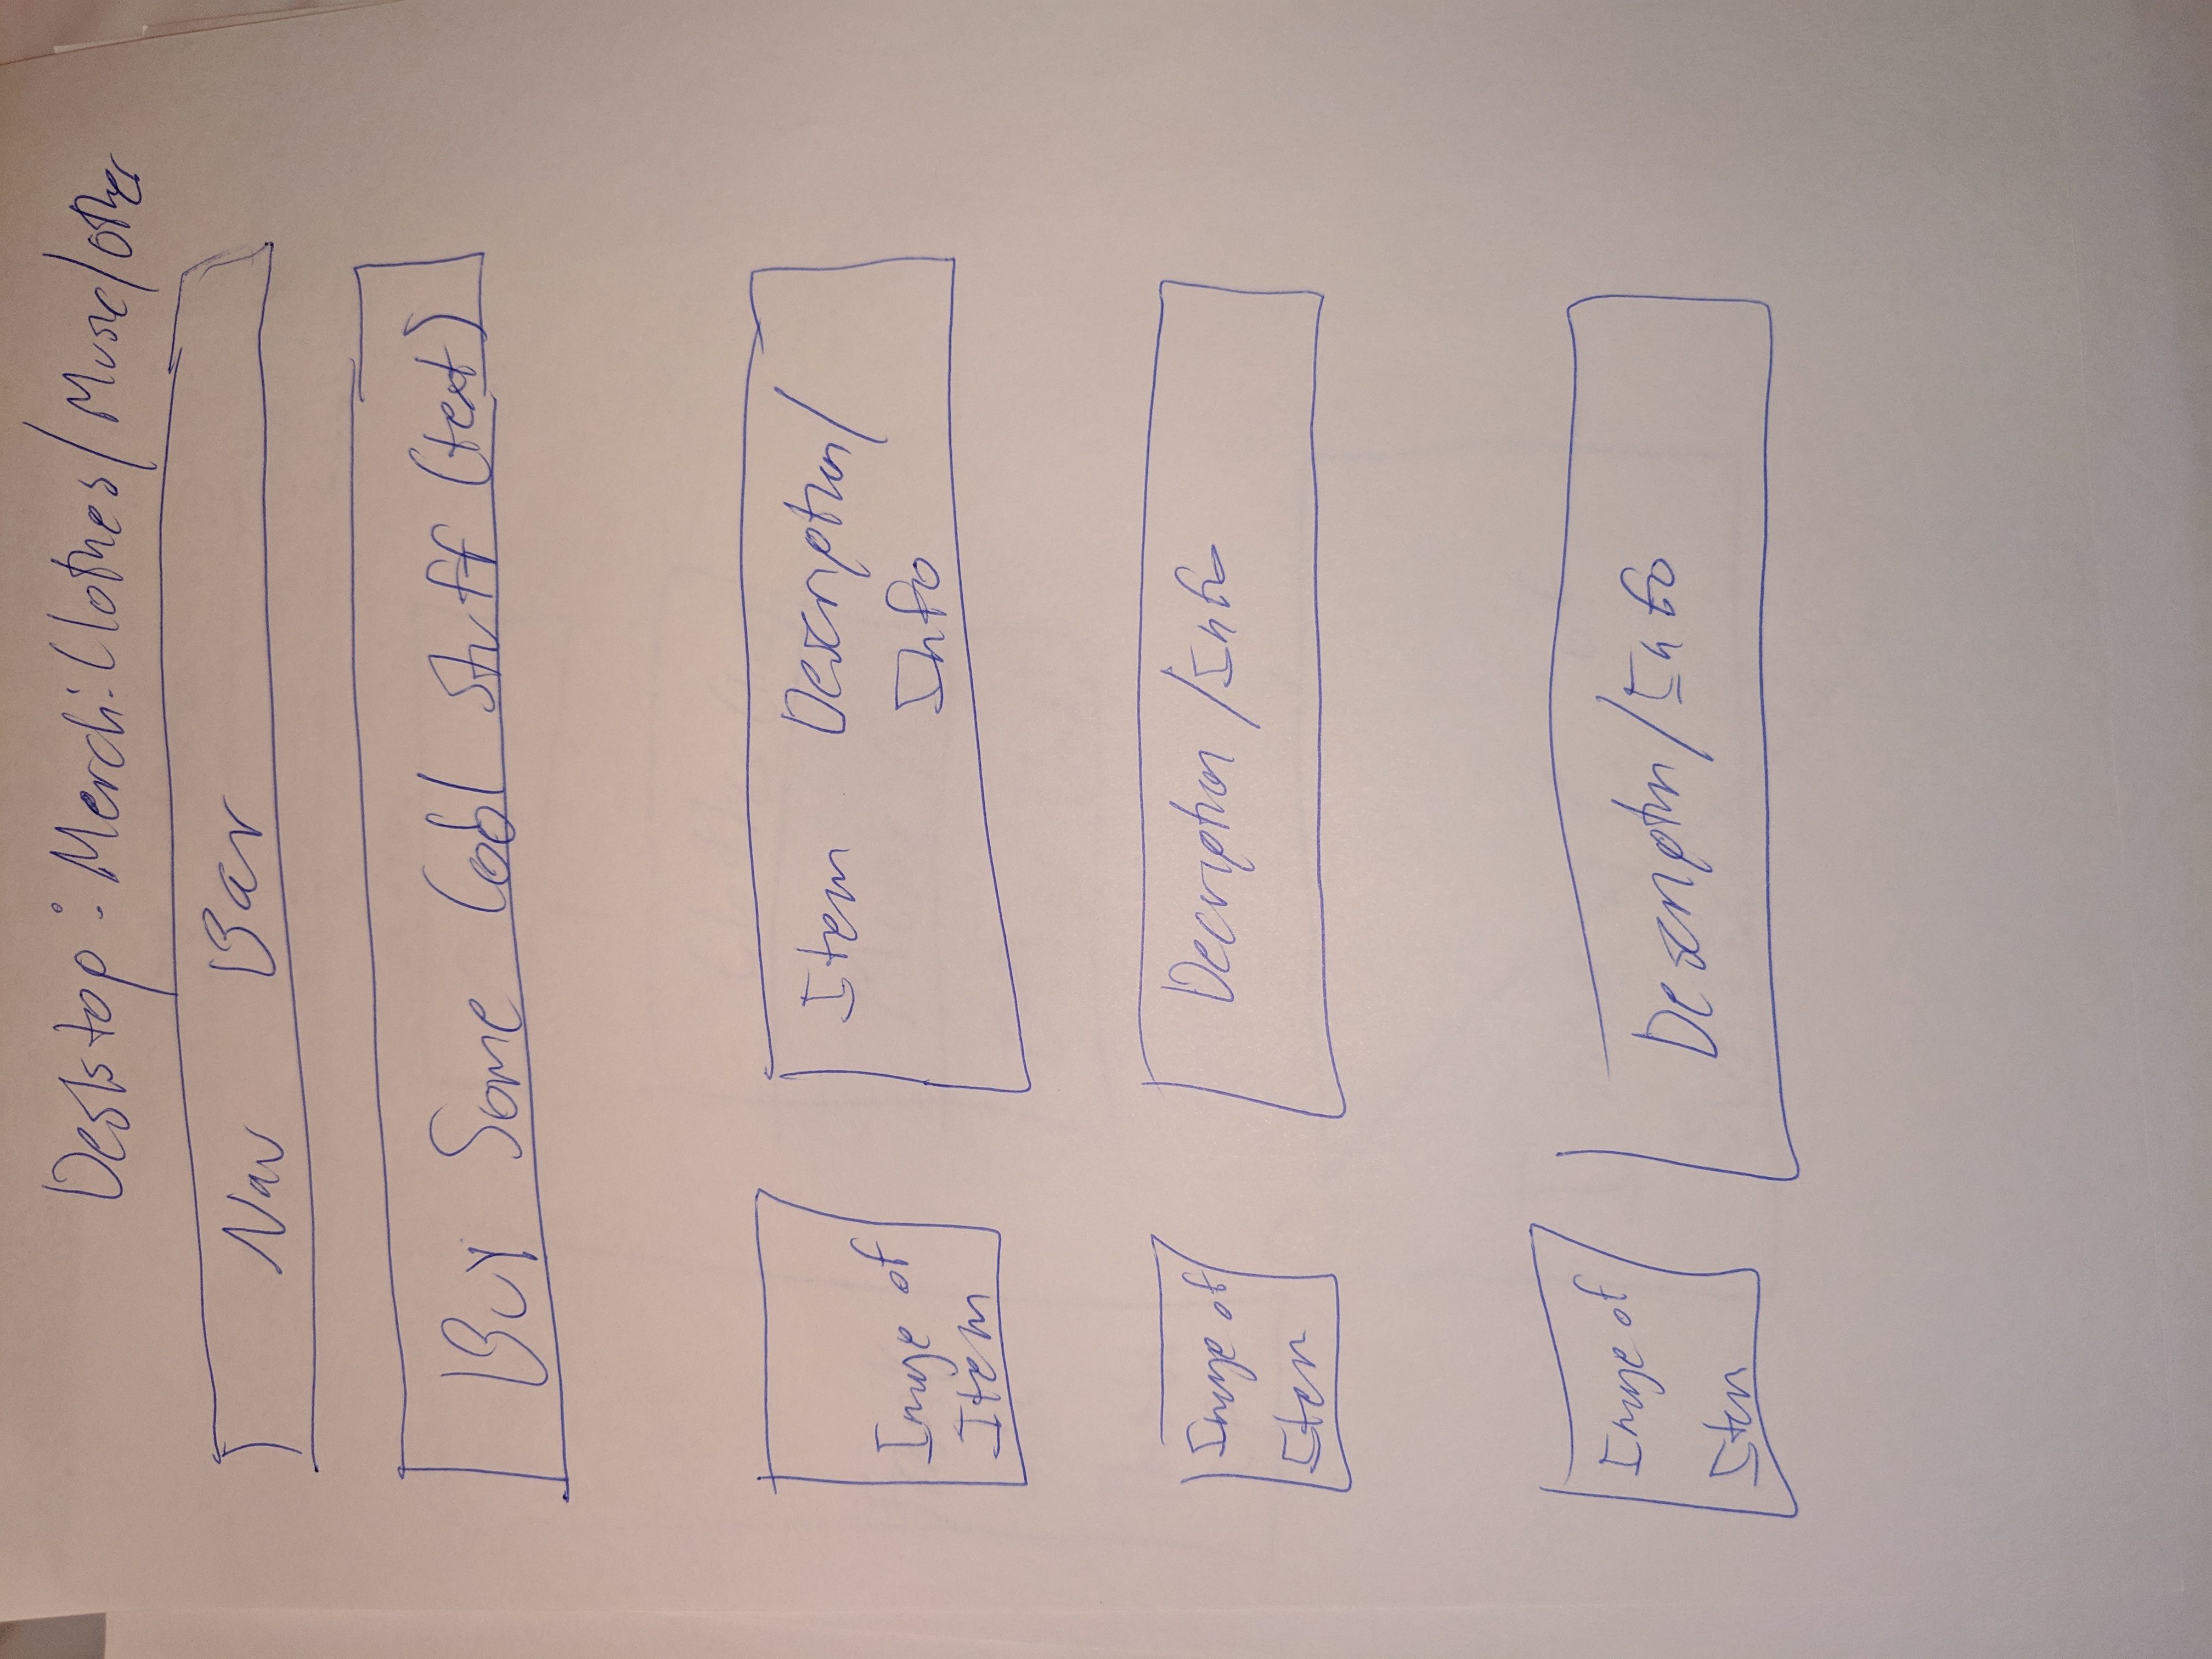 Desktop: Merch: Clothes/Music/other
Nav Bar
Buy Some Cool Stuff (text)
Item Description/
Info
Image of
Item
Decription/Info
Image of
Item
Description/Info
Image of
Item